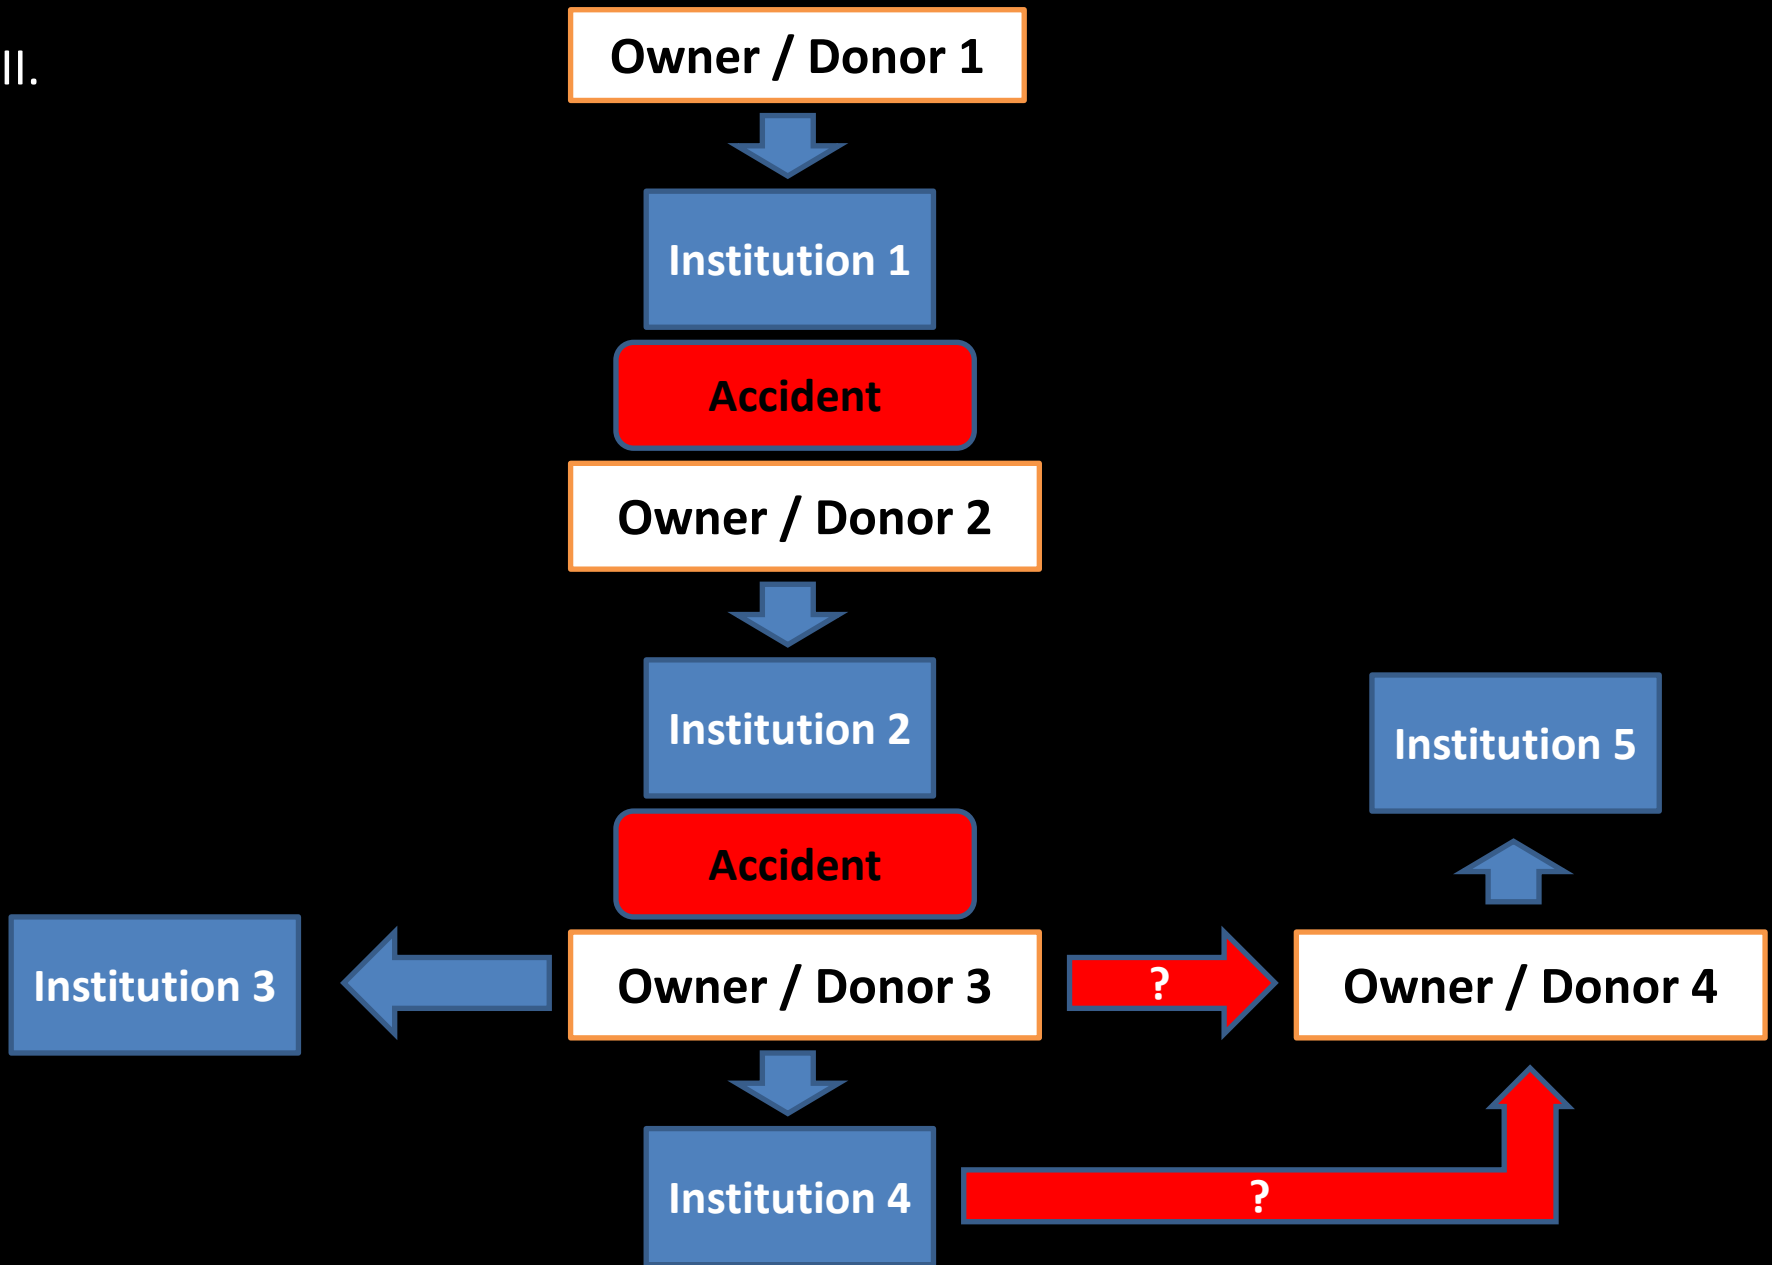 II.
Owner / Donor 1
Institution 1
Accident
Owner / Donor 2
Institution 2
Institution 5
Accident
Institution 3
Owner / Donor 3
?
Owner / Donor 4
Institution 4
?